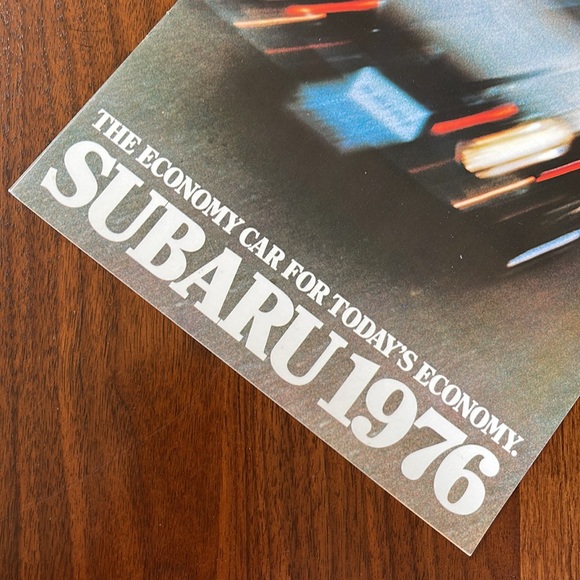 THE ECONOMY CAR FOR TODAY'S ECONOMY.
SUBARU 1976